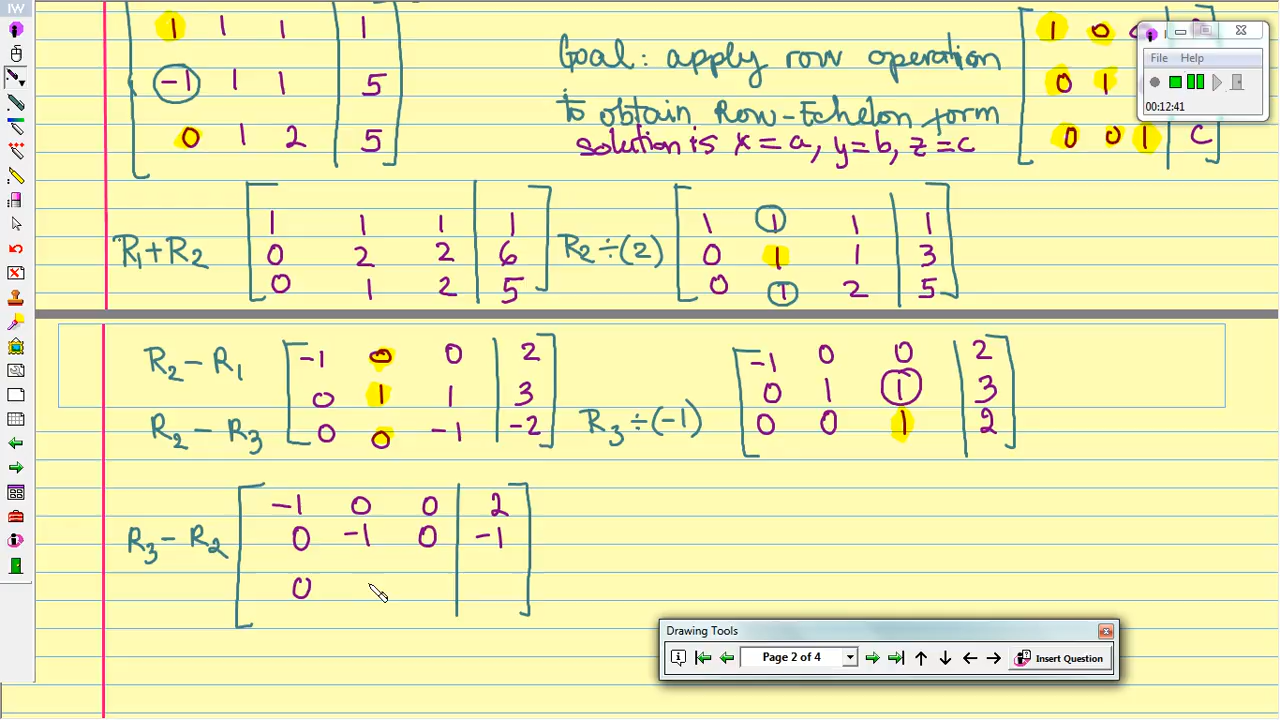 IW
1 1 1 | 1
-1 1 1 | 5
0 1 2 | 5
Goal: apply row operation
to obtain Row-Echelon form
solution is x = a, y = b, z = c
1 0
0 1
0 0 1 | c
File Help
00:12:41
R1 + R2
1 1 1 | 1
0 2 2 | 6
0 1 2 | 5
R2 ÷ (2)
1 1 1 | 1
0 1 1 | 3
0 1 2 | 5
R2 - R1
R2 - R3
-1 0 0 | 2
0 1 1 | 3
0 0 -1 | -2
R3 ÷ (-1)
-1 0 0 | 2
0 1 1 | 3
0 0 1 | 2
R3 - R2
-1 0 0 | 2
0 -1 0 | -1
0
Drawing Tools
Page 2 of 4
Insert Question